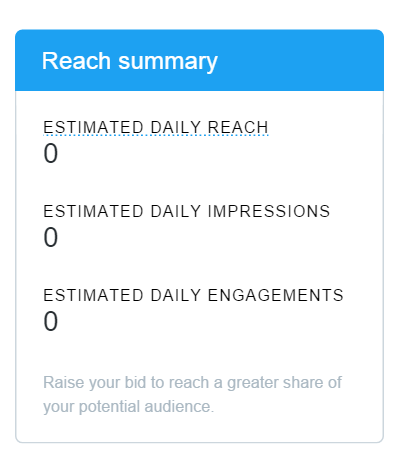 Reach summary
ESTIMATED DAILY REACH
0
ESTIMATED DAILY IMPRESSIONS
0
ESTIMATED DAILY ENGAGEMENTS
0
Raise your bid to reach a greater share of
your potential audience.